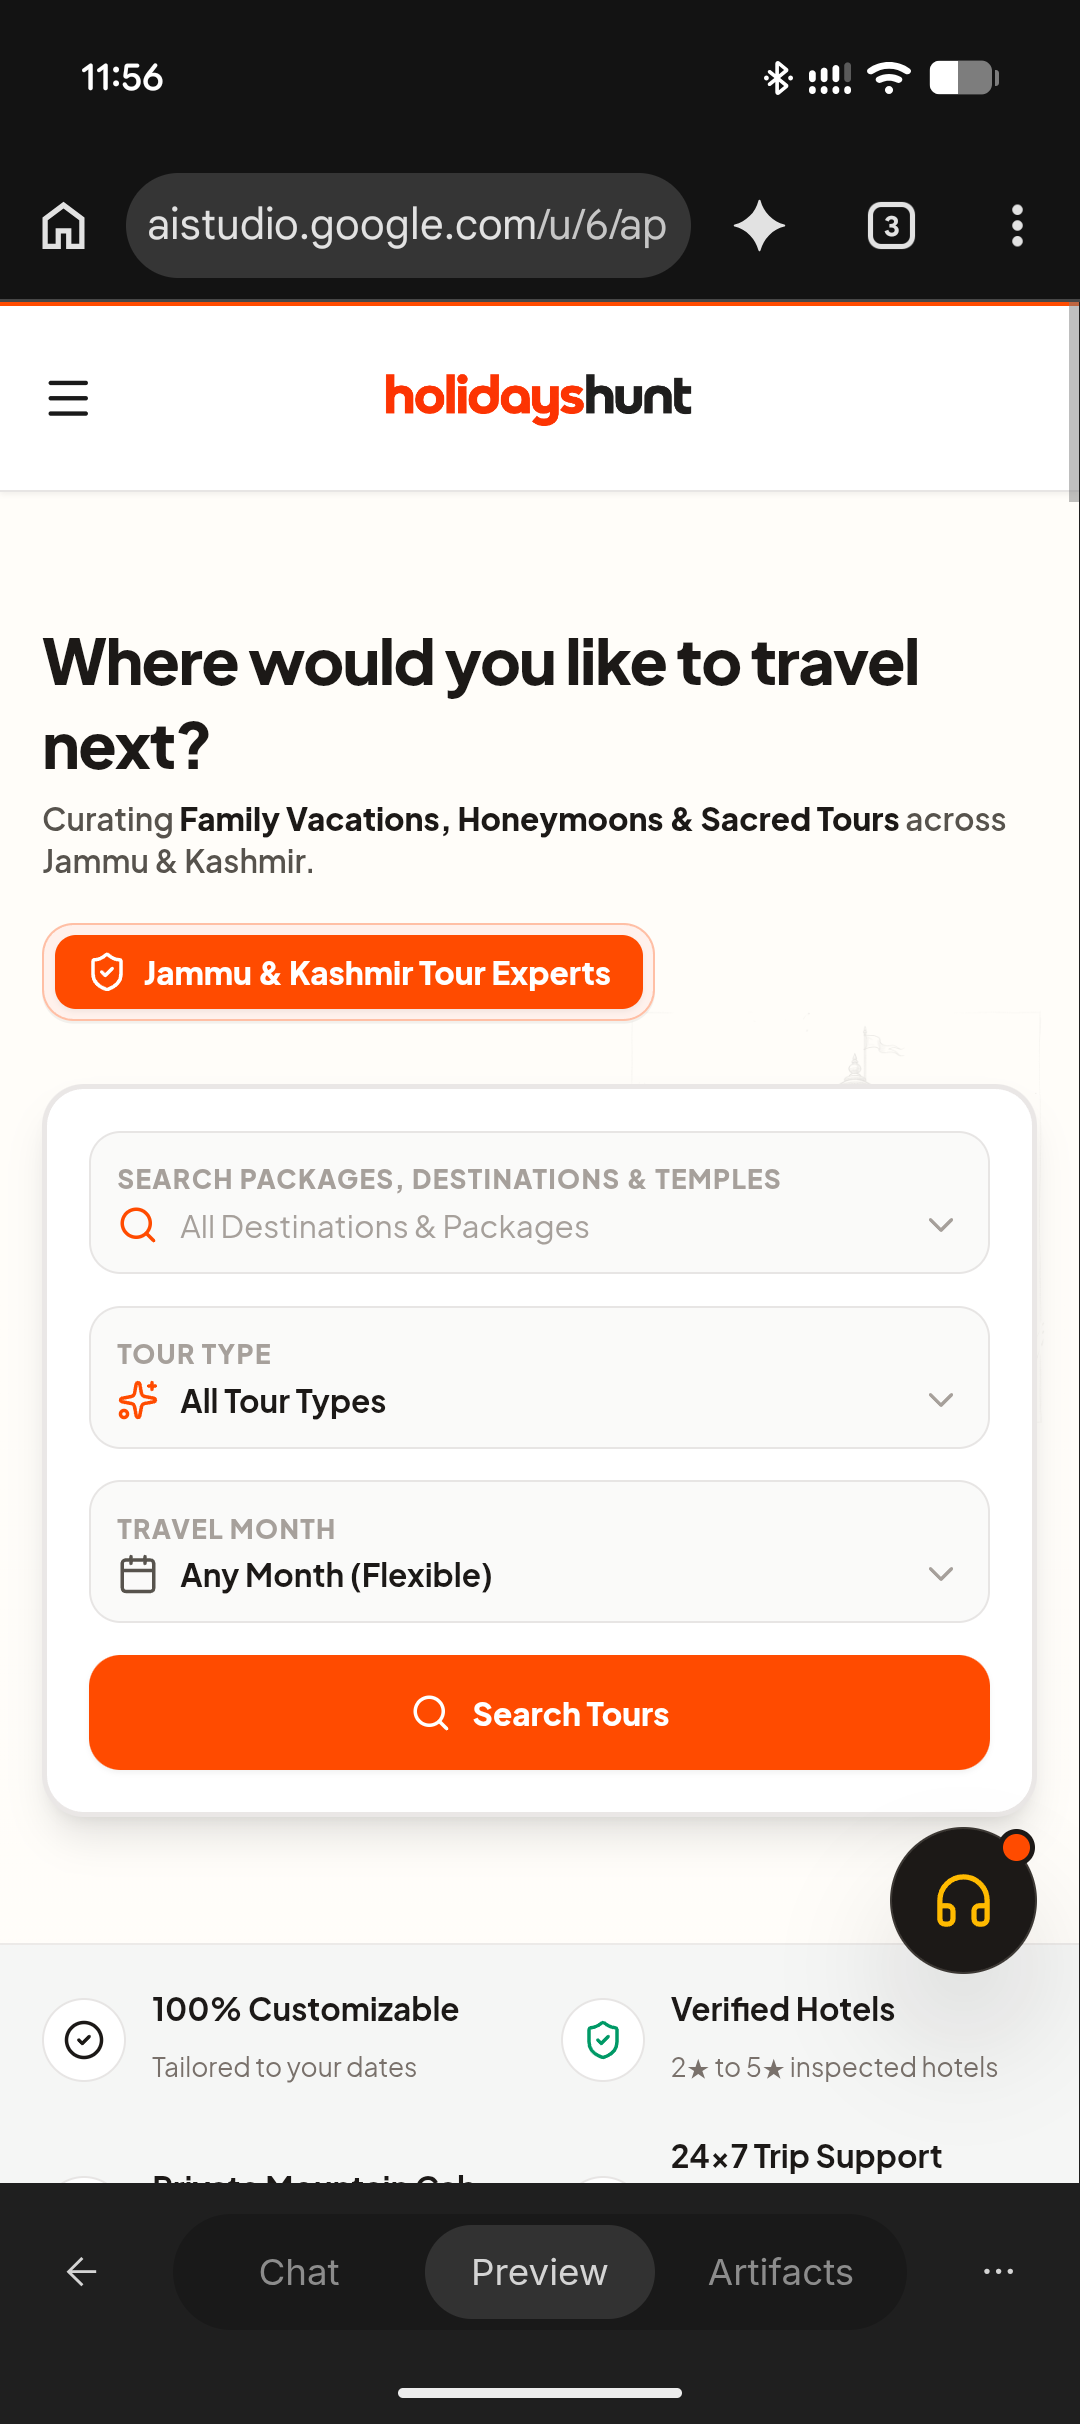 11:56
aistudio.google.com/u/6/ap
3
holidayshunt
Where would you like to travel
next?
Curating Family Vacations, Honeymoons & Sacred Tours across
Jammu & Kashmir.
Jammu & Kashmir Tour Experts
SEARCH PACKAGES, DESTINATIONS & TEMPLES
All Destinations & Packages
TOUR TYPE
All Tour Types
TRAVEL MONTH
Any Month (Flexible)
Search Tours
100% Customizable
Tailored to your dates
Verified Hotels
2★ to 5★ inspected hotels
Private Mountain Cab
24×7 Trip Support
Chat
Preview
Artifacts